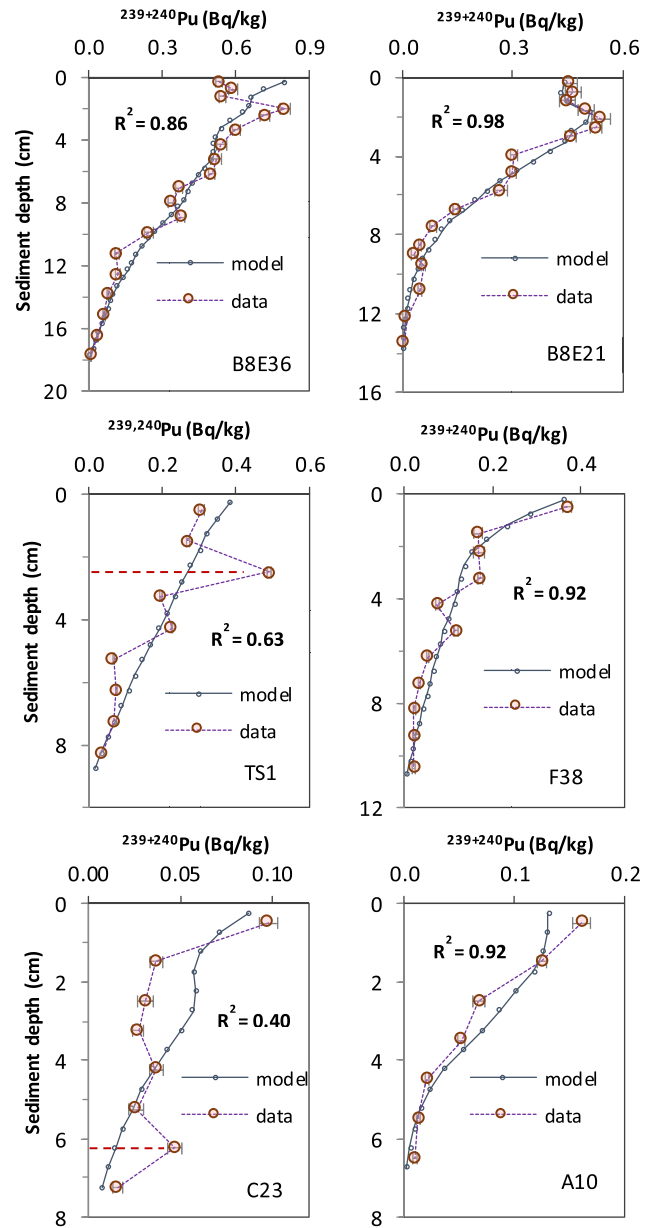 239+240Pu (Bq/kg)
0.0 0.3 0.6 0.9
0
4
8
12
16
20
Sediment depth (cm)
R2 = 0.86
model
data
B8E36
239+240Pu (Bq/kg)
0.0 0.3 0.6
0
4
8
12
16
R2 = 0.98
model
data
B8E21
239,240Pu (Bq/kg)
0.0 0.2 0.4 0.6
0
4
8
Sediment depth (cm)
R2 = 0.63
model
data
TS1
239+240Pu (Bq/kg)
0.0 0.2 0.4
0
4
8
12
R2 = 0.92
model
data
F38
239+240Pu (Bq/kg)
0.00 0.05 0.10
0
2
4
6
8
Sediment depth (cm)
R2 = 0.40
model
data
C23
239+240Pu (Bq/kg)
0.0 0.1 0.2
0
2
4
6
8
R2 = 0.92
model
data
A10